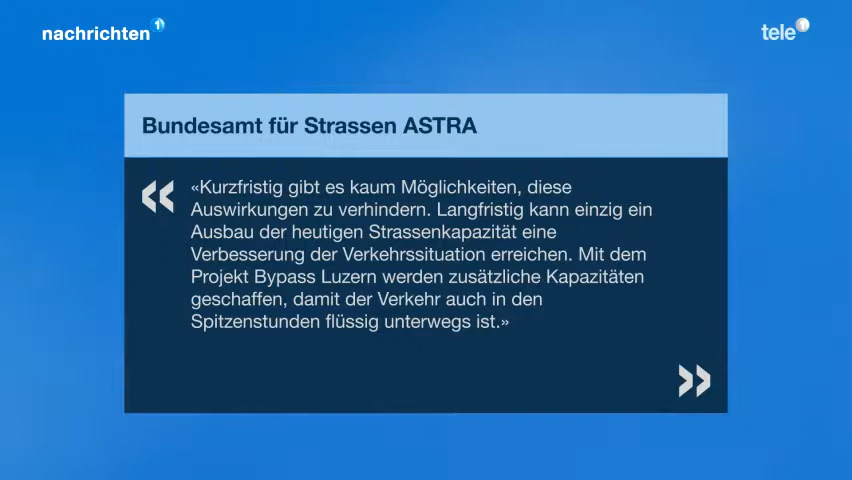 nachrichten 1
tele 1
Bundesamt für Strassen ASTRA
«Kurzfristig gibt es kaum Möglichkeiten, diese
Auswirkungen zu verhindern. Langfristig kann einzig ein
Ausbau der heutigen Strassenkapazität eine
Verbesserung der Verkehrssituation erreichen. Mit dem
Projekt Bypass Luzern werden zusätzliche Kapazitäten
geschaffen, damit der Verkehr auch in den
Spitzenstunden flüssig unterwegs ist.»